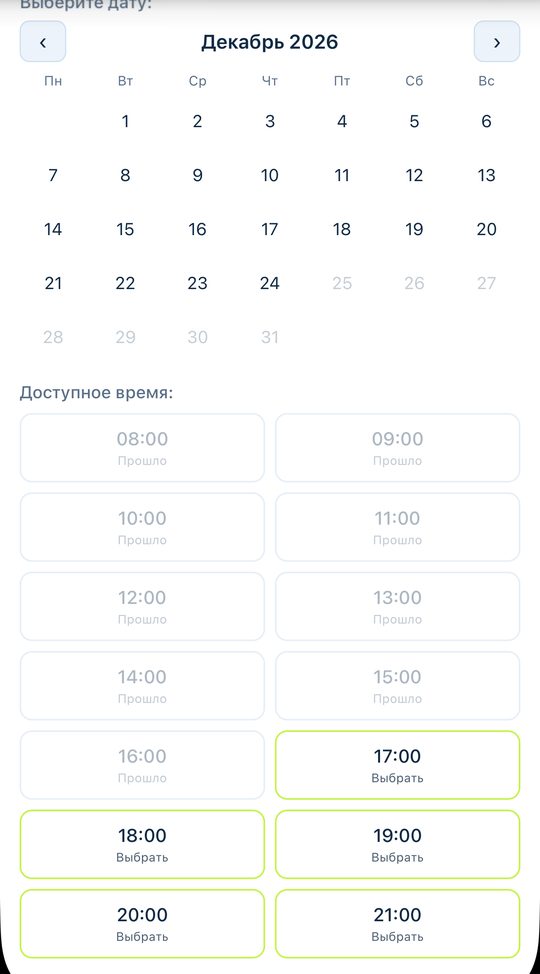 Выберите дату:
‹ Декабрь 2026 ›
Пн Вт Ср Чт Пт Сб Вс
1 2 3 4 5 6
7 8 9 10 11 12 13
14 15 16 17 18 19 20
21 22 23 24 25 26 27
28 29 30 31
Доступное время:
08:00 09:00
Прошло Прошло
10:00 11:00
Прошло Прошло
12:00 13:00
Прошло Прошло
14:00 15:00
Прошло Прошло
16:00 17:00
Прошло Выбрать
18:00 19:00
Выбрать Выбрать
20:00 21:00
Выбрать Выбрать